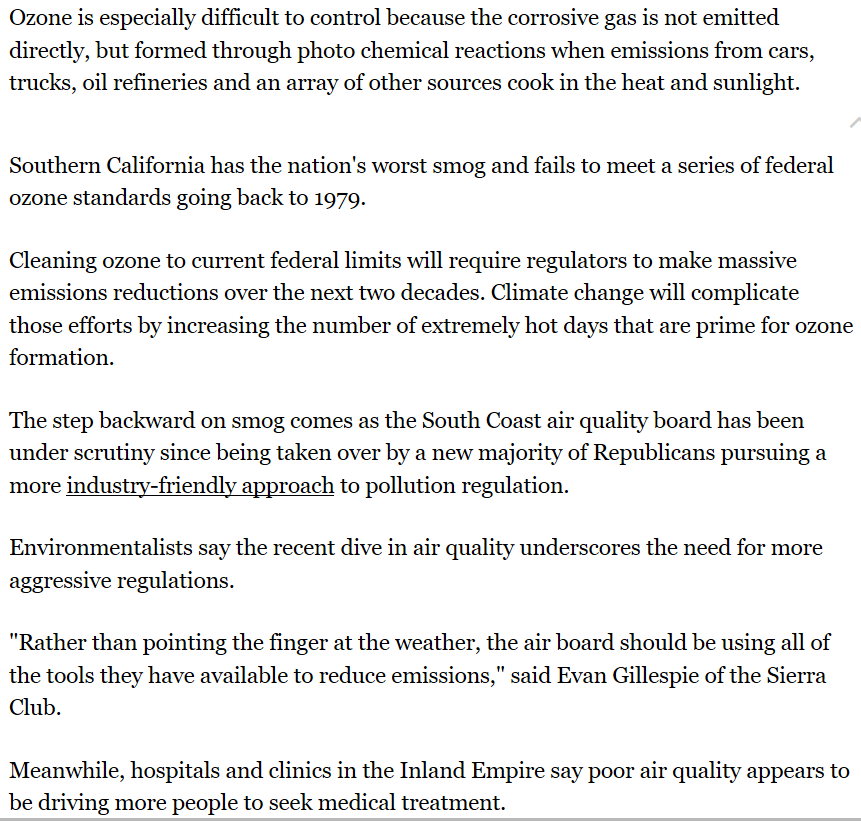 Ozone is especially difficult to control because the corrosive gas is not emitted
directly, but formed through photo chemical reactions when emissions from cars,
trucks, oil refineries and an array of other sources cook in the heat and sunlight.
Southern California has the nation's worst smog and fails to meet a series of federal
ozone standards going back to 1979.
Cleaning ozone to current federal limits will require regulators to make massive
emissions reductions over the next two decades. Climate change will complicate
those efforts by increasing the number of extremely hot days that are prime for ozone
formation.
The step backward on smog comes as the South Coast air quality board has been
under scrutiny since being taken over by a new majority of Republicans pursuing a
more industry-friendly approach to pollution regulation.
Environmentalists say the recent dive in air quality underscores the need for more
aggressive regulations.
"Rather than pointing the finger at the weather, the air board should be using all of
the tools they have available to reduce emissions," said Evan Gillespie of the Sierra
Club.
Meanwhile, hospitals and clinics in the Inland Empire say poor air quality appears to
be driving more people to seek medical treatment.